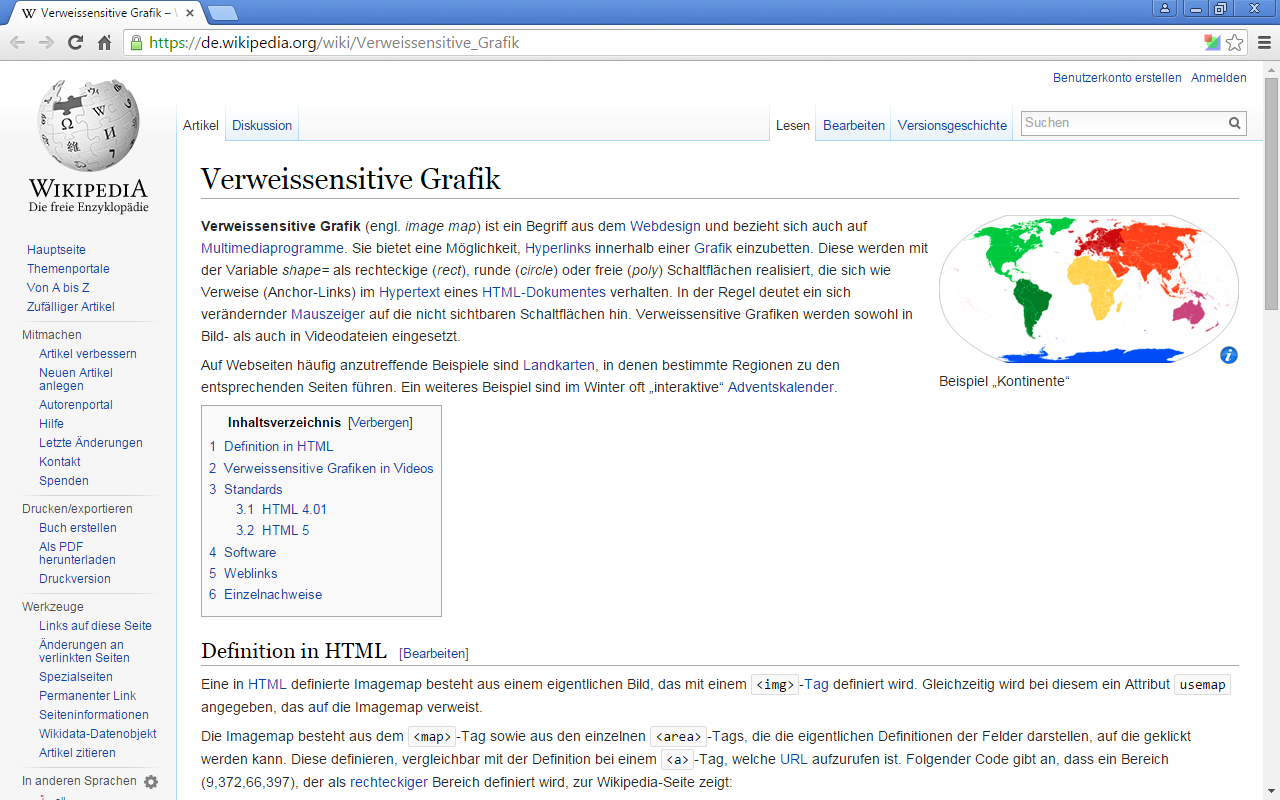 Verweissensitive Grafik – 
https://de.wikipedia.org/wiki/Verweissensitive_Grafik
Benutzerkonto erstellen Anmelden
Artikel Diskussion Lesen Bearbeiten Versionsgeschichte Suchen
WIKIPEDIA
Die freie Enzyklopädie
Hauptseite
Themenportale
Von A bis Z
Zufälliger Artikel
Mitmachen
Artikel verbessern
Neuen Artikel
anlegen
Autorenportal
Hilfe
Letzte Änderungen
Kontakt
Spenden
Drucken/exportieren
Buch erstellen
Als PDF
herunterladen
Druckversion
Werkzeuge
Links auf diese Seite
Änderungen an
verlinkten Seiten
Spezialseiten
Permanenter Link
Seiteninformationen
Wikidata-Datenobjekt
Artikel zitieren
In anderen Sprachen
Verweissensitive Grafik
Verweissensitive Grafik (engl. image map) ist ein Begriff aus dem Webdesign und bezieht sich auch auf
Multimediaprogramme. Sie bietet eine Möglichkeit, Hyperlinks innerhalb einer Grafik einzubetten. Diese werden mit
der Variable shape= als rechteckige (rect), runde (circle) oder freie (poly) Schaltflächen realisiert, die sich wie
Verweise (Anchor-Links) im Hypertext eines HTML-Dokumentes verhalten. In der Regel deutet ein sich
verändernder Mauszeiger auf die nicht sichtbaren Schaltflächen hin. Verweissensitive Grafiken werden sowohl in
Bild- als auch in Videodateien eingesetzt.
Auf Webseiten häufig anzutreffende Beispiele sind Landkarten, in denen bestimmte Regionen zu den
entsprechenden Seiten führen. Ein weiteres Beispiel sind im Winter oft „interaktive“ Adventskalender.
Beispiel „Kontinente“
Inhaltsverzeichnis [Verbergen]
1 Definition in HTML
2 Verweissensitive Grafiken in Videos
3 Standards
3.1 HTML 4.01
3.2 HTML 5
4 Software
5 Weblinks
6 Einzelnachweise
Definition in HTML [Bearbeiten]
Eine in HTML definierte Imagemap besteht aus einem eigentlichen Bild, das mit einem <img>-Tag definiert wird. Gleichzeitig wird bei diesem ein Attribut usemap
angegeben, das auf die Imagemap verweist.
Die Imagemap besteht aus dem <map>-Tag sowie aus den einzelnen <area>-Tags, die die eigentlichen Definitionen der Felder darstellen, auf die geklickt
werden kann. Diese definieren, vergleichbar mit der Definition bei einem <a>-Tag, welche URL aufzurufen ist. Folgender Code gibt an, dass ein Bereich
(9,372,66,397), der als rechteckiger Bereich definiert wird, zur Wikipedia-Seite zeigt: